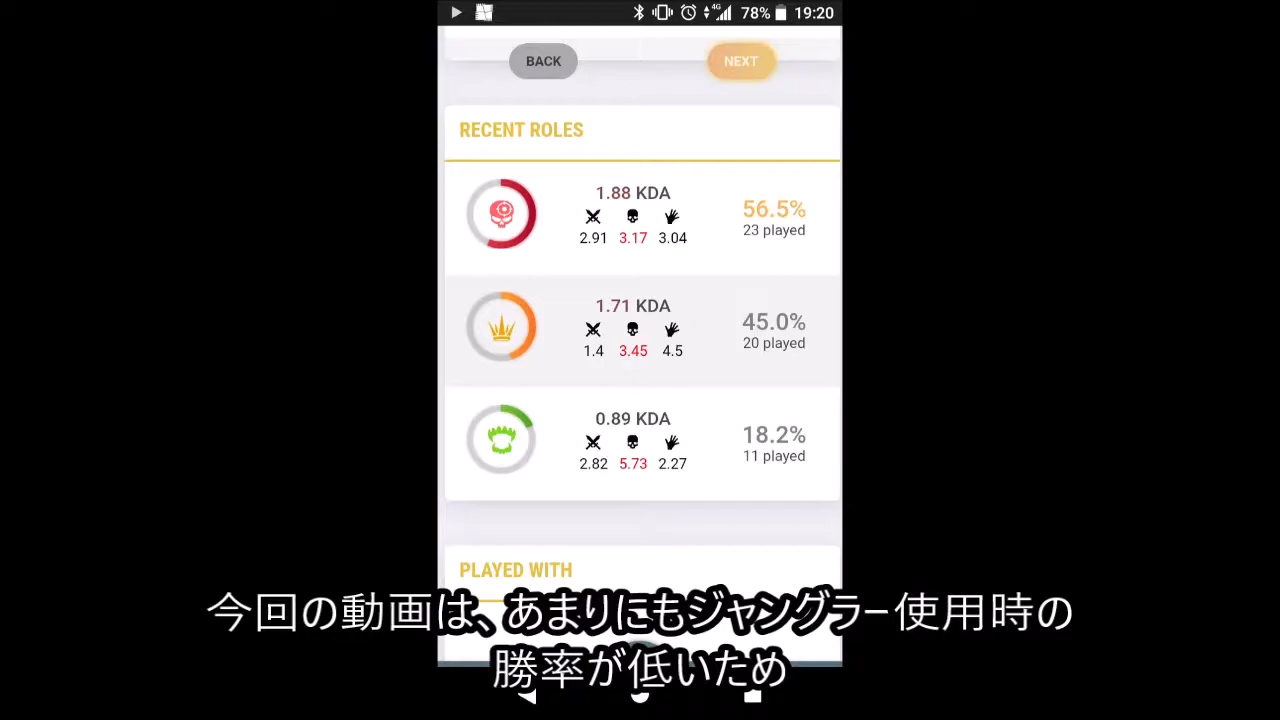 4G 78% 19:20
BACK NEXT
RECENT ROLES
1.88 KDA
56.5%
2.91 3.17 3.04
23 played
1.71 KDA
45.0%
1.4 3.45 4.5
20 played
0.89 KDA
18.2%
2.82 5.73 2.27
11 played
PLAYED WITH
今回の動画は、あまりにもジャングラー使用時の
勝率が低いため